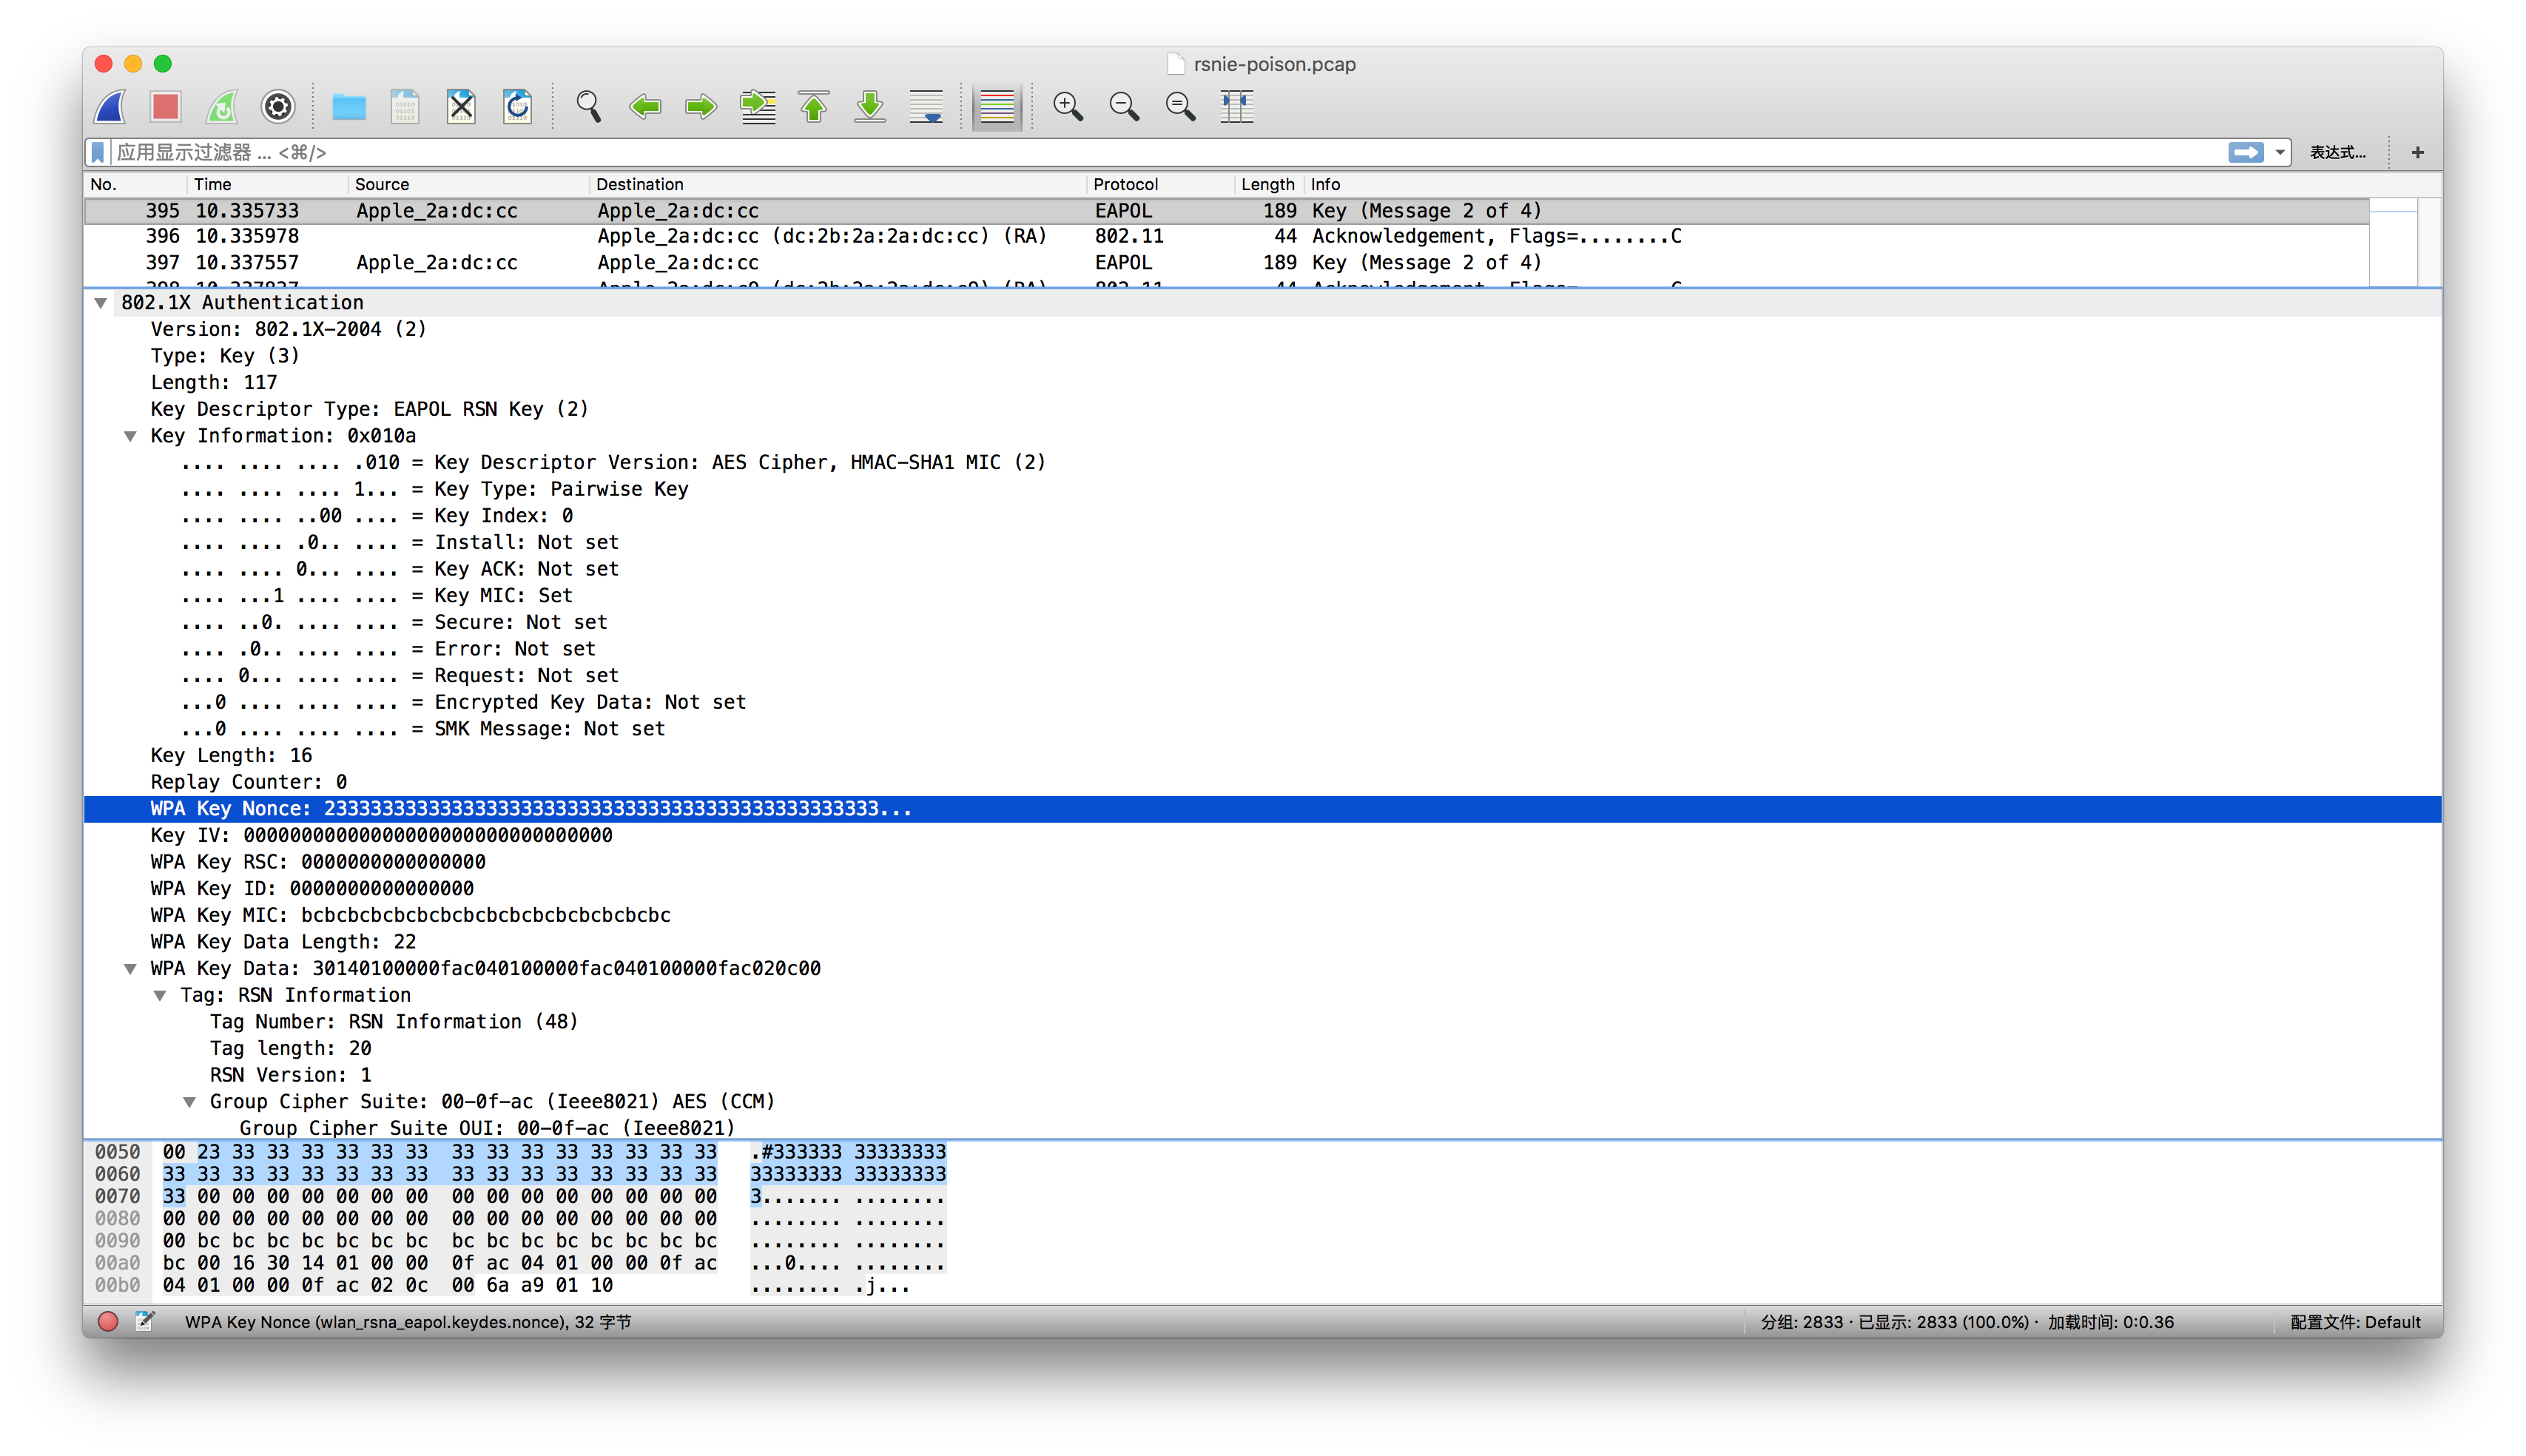 rsnie-poison.pcap
应用显示过滤器 ... <⌘/>
表达式...
+
No. Time Source Destination Protocol Length Info
395 10.335733 Apple_2a:dc:cc Apple_2a:dc:cc EAPOL 189 Key (Message 2 of 4)
396 10.335978 Apple_2a:dc:cc (dc:2b:2a:2a:dc:cc) (RA) 802.11 44 Acknowledgement, Flags=........C
397 10.337557 Apple_2a:dc:cc Apple_2a:dc:cc EAPOL 189 Key (Message 2 of 4)
802.1X Authentication
Version: 802.1X-2004 (2)
Type: Key (3)
Length: 117
Key Descriptor Type: EAPOL RSN Key (2)
Key Information: 0x010a
.... .... .... .010 = Key Descriptor Version: AES Cipher, HMAC-SHA1 MIC (2)
.... .... .... 1... = Key Type: Pairwise Key
.... .... ..00 .... = Key Index: 0
.... .... .0.. .... = Install: Not set
.... .... 0... .... = Key ACK: Not set
.... ...1 .... .... = Key MIC: Set
.... ..0. .... .... = Secure: Not set
.... .0.. .... .... = Error: Not set
.... 0... .... .... = Request: Not set
...0 .... .... .... = Encrypted Key Data: Not set
...0 .... .... .... = SMK Message: Not set
Key Length: 16
Replay Counter: 0
WPA Key Nonce: 233333333333333333333333333333333333333333333333...
Key IV: 00000000000000000000000000000000
WPA Key RSC: 0000000000000000
WPA Key ID: 0000000000000000
WPA Key MIC: bcbcbcbcbcbcbcbcbcbcbcbcbcbcbcbc
WPA Key Data Length: 22
WPA Key Data: 30140100000fac040100000fac040100000fac020c00
Tag: RSN Information
Tag Number: RSN Information (48)
Tag length: 20
RSN Version: 1
Group Cipher Suite: 00-0f-ac (Ieee8021) AES (CCM)
Group Cipher Suite OUI: 00-0f-ac (Ieee8021)
0050 00 23 33 33 33 33 33 33 33 33 33 33 33 33 33 33 .#333333 33333333
0060 33 33 33 33 33 33 33 33 33 33 33 33 33 33 33 33 33333333 33333333
0070 33 00 00 00 00 00 00 00 00 00 00 00 00 00 00 00 3....... ........
0080 00 00 00 00 00 00 00 00 00 00 00 00 00 00 00 00 ........ ........
0090 00 bc bc bc bc bc bc bc bc bc bc bc bc bc bc bc ........ ........
00a0 bc 00 16 30 14 01 00 00 0f ac 04 01 00 00 0f ac ...0.... ........
00b0 04 01 00 00 0f ac 02 0c 00 6a a9 01 10 ........ .j...
WPA Key Nonce (wlan_rsna_eapol.keydes.nonce), 32 字节
分组: 2833 · 已显示: 2833 (100.0%) · 加载时间: 0:0.36
配置文件: Default